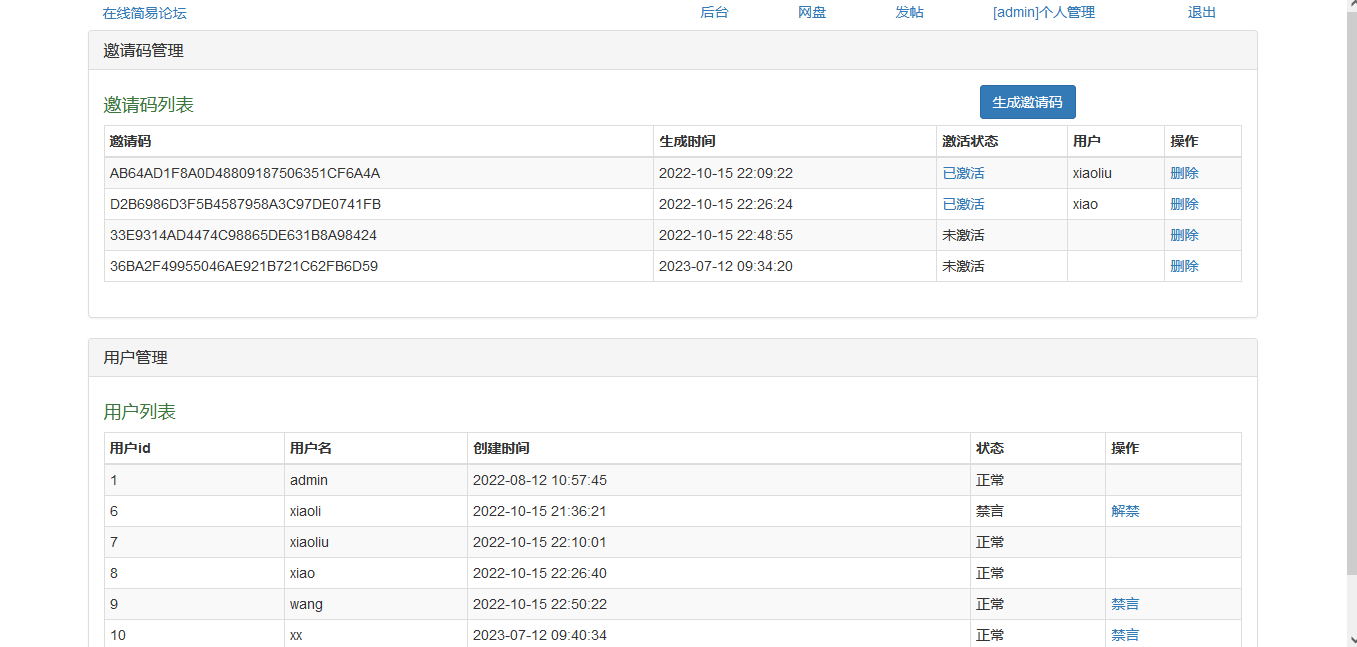 在线简易论坛 后台 网盘 发帖 [admin]个人管理 退出
邀请码管理
邀请码列表 生成邀请码
邀请码 生成时间 激活状态 用户 操作
AB64AD1F8A0D48809187506351CF6A4A 2022-10-15 22:09:22 已激活 xiaoliu 删除
D2B6986D3F5B4587958A3C97DE0741FB 2022-10-15 22:26:24 已激活 xiao 删除
33E9314AD4474C98865DE631B8A98424 2022-10-15 22:48:55 未激活 删除
36BA2F49955046AE921B721C62FB6D59 2023-07-12 09:34:20 未激活 删除
用户管理
用户列表
用户id 用户名 创建时间 状态 操作
1 admin 2022-08-12 10:57:45 正常
6 xiaoli 2022-10-15 21:36:21 禁言 解禁
7 xiaoliu 2022-10-15 22:10:01 正常
8 xiao 2022-10-15 22:26:40 正常
9 wang 2022-10-15 22:50:22 正常 禁言
10 xx 2023-07-12 09:40:34 正常 禁言